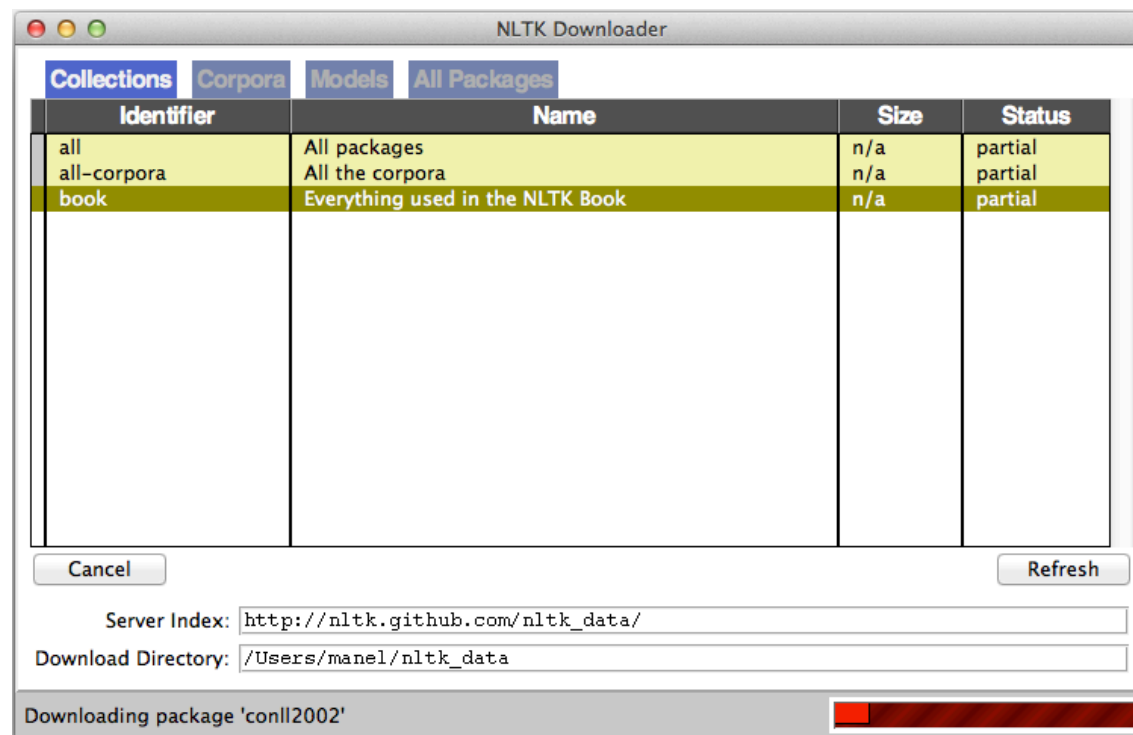 NLTK Downloader
Collections Corpora Models All Packages
Identifier Name Size Status
all All packages n/a partial
all-corpora All the corpora n/a partial
book Everything used in the NLTK Book n/a partial
Cancel Refresh
Server Index: http://nltk.github.com/nltk_data/
Download Directory: /Users/manel/nltk_data
Downloading package 'conll2002'